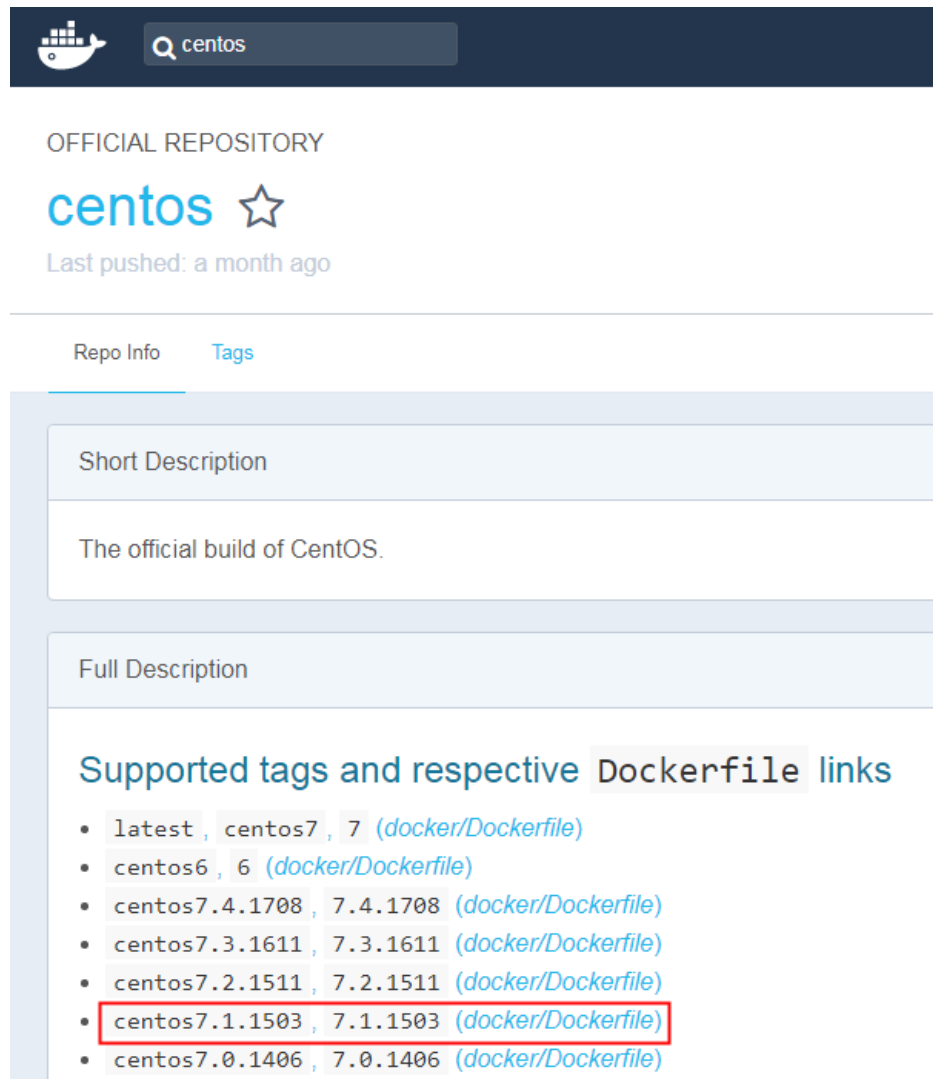 centos
OFFICIAL REPOSITORY
centos
Last pushed: a month ago
Repo Info Tags
Short Description
The official build of CentOS.
Full Description
Supported tags and respective Dockerfile links
• latest, centos7, 7 (docker/Dockerfile)
• centos6, 6 (docker/Dockerfile)
• centos7.4.1708, 7.4.1708 (docker/Dockerfile)
• centos7.3.1611, 7.3.1611 (docker/Dockerfile)
• centos7.2.1511, 7.2.1511 (docker/Dockerfile)
• centos7.1.1503, 7.1.1503 (docker/Dockerfile)
• centos7.0.1406, 7.0.1406 (docker/Dockerfile)